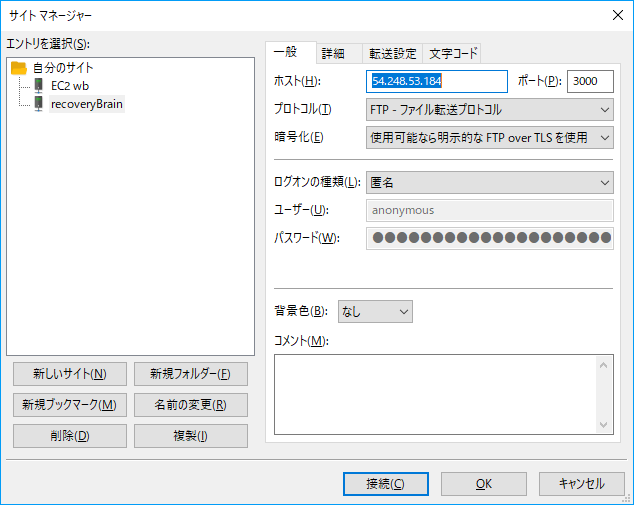 サイト マネージャー
エントリを選択(S):
自分のサイト
EC2 wb
recoveryBrain
新しいサイト(N)
新規フォルダー(F)
新規ブックマーク(M)
名前の変更(R)
削除(D)
複製(I)
一般
詳細
転送設定
文字コード
ホスト(H):
54.248.53.184
ポート(P):
3000
プロトコル(T)
FTP - ファイル転送プロトコル
暗号化(E)
使用可能なら明示的な FTP over TLS を使用
ログオンの種類(L):
匿名
ユーザー(U):
anonymous
パスワード(W):
●●●●●●●●●●●●●●●●●●●
背景色(B):
なし
コメント(M):
接続(C)
OK
キャンセル